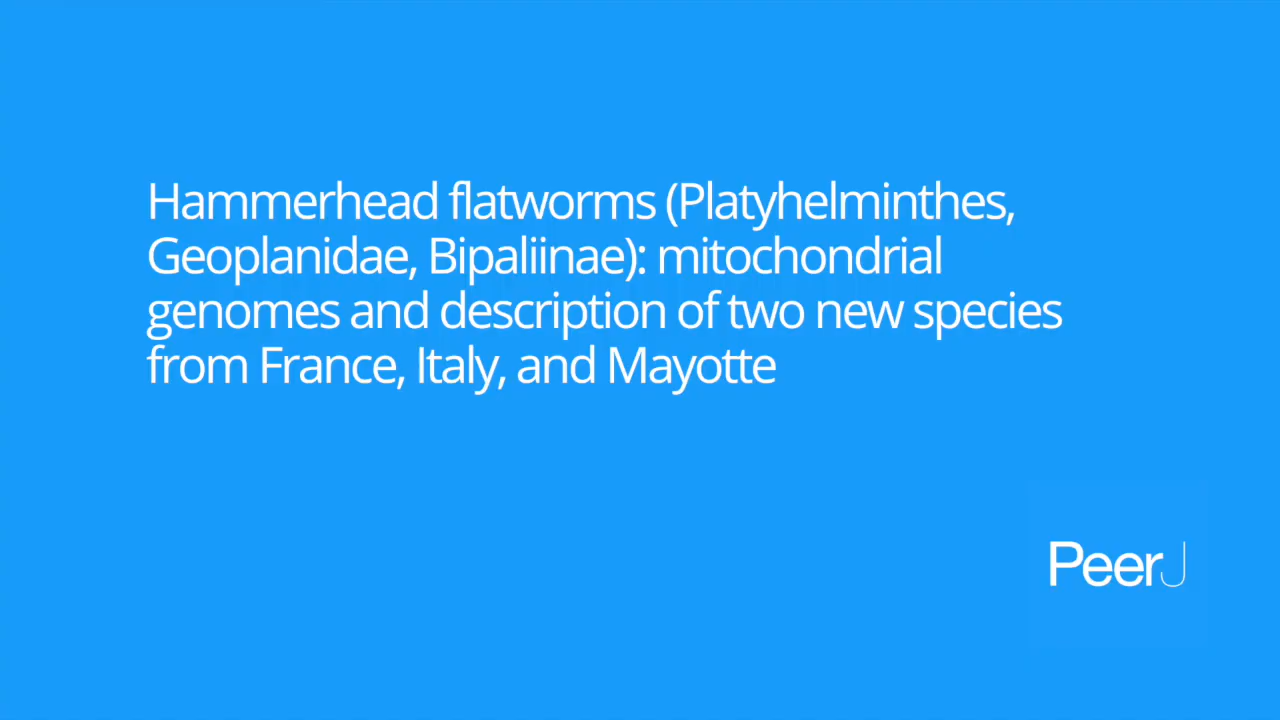 Hammerhead flatworms (Platyhelminthes,
Geoplanidae, Bipaliinae): mitochondrial
genomes and description of two new species
from France, Italy, and Mayotte
PeerJ